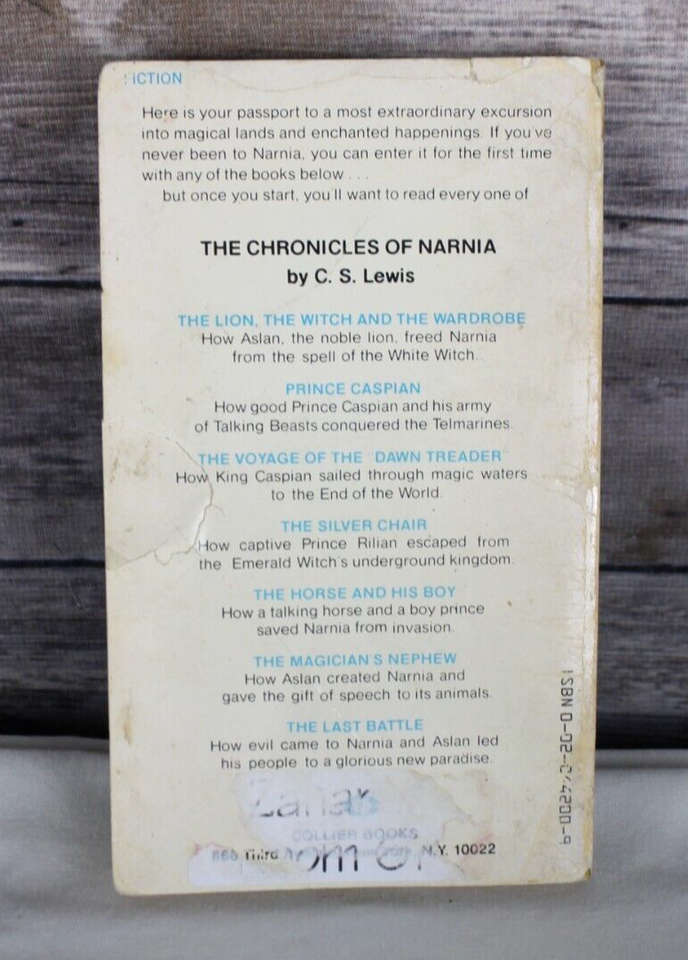 FICTION
Here is your passport to a most extraordinary excursion
into magical lands and enchanted happenings. If you've
never been to Narnia, you can enter it for the first time
with any of the books below . . .
but once you start, you'll want to read every one of
THE CHRONICLES OF NARNIA
by C. S. Lewis
THE LION, THE WITCH AND THE WARDROBE
How Aslan, the noble lion, freed Narnia
from the spell of the White Witch.
PRINCE CASPIAN
How good Prince Caspian and his army
of Talking Beasts conquered the Telmarines.
THE VOYAGE OF THE "DAWN TREADER"
How King Caspian sailed through magic waters
to the End of the World.
THE SILVER CHAIR
How captive Prince Rilian escaped from
the Emerald Witch's underground kingdom.
THE HORSE AND HIS BOY
How a talking horse and a boy prince
saved Narnia from invasion.
THE MAGICIAN'S NEPHEW
How Aslan created Narnia and
gave the gift of speech to its animals.
THE LAST BATTLE
How evil came to Narnia and Aslan led
his people to a glorious new paradise.
COLLIER BOOKS
866 Third N.Y. 10022
ISBN